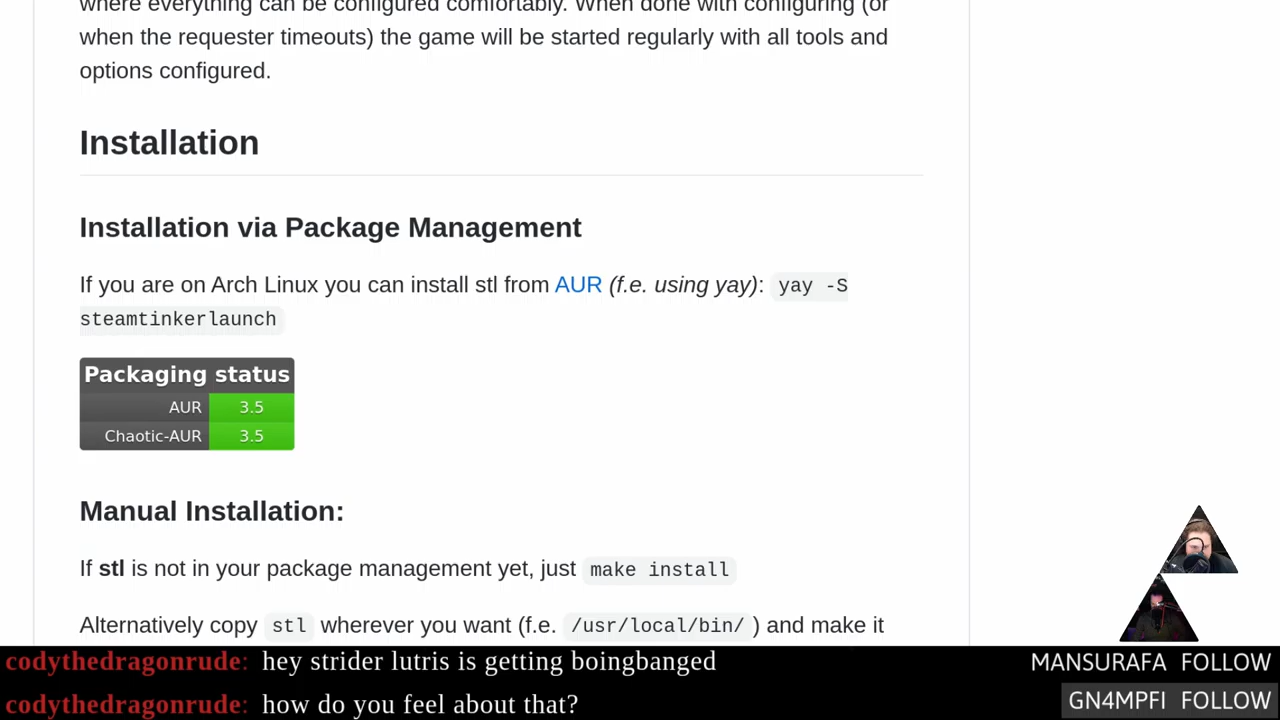 where everything can be configured comfortably. When done with configuring (or
when the requester timeouts) the game will be started regularly with all tools and
options configured.
Installation
Installation via Package Management
If you are on Arch Linux you can install stl from AUR (f.e. using yay): yay -S
steamtinkerlaunch
Packaging status
AUR 3.5
Chaotic-AUR 3.5
Manual Installation:
If stl is not in your package management yet, just make install
Alternatively copy stl wherever you want (f.e. /usr/local/bin/ ) and make it
codythedragonrude: hey strider lutris is getting boingbanged
MANSURAFA FOLLOW
codythedragonrude: how do you feel about that?
GN4MPFI FOLLOW